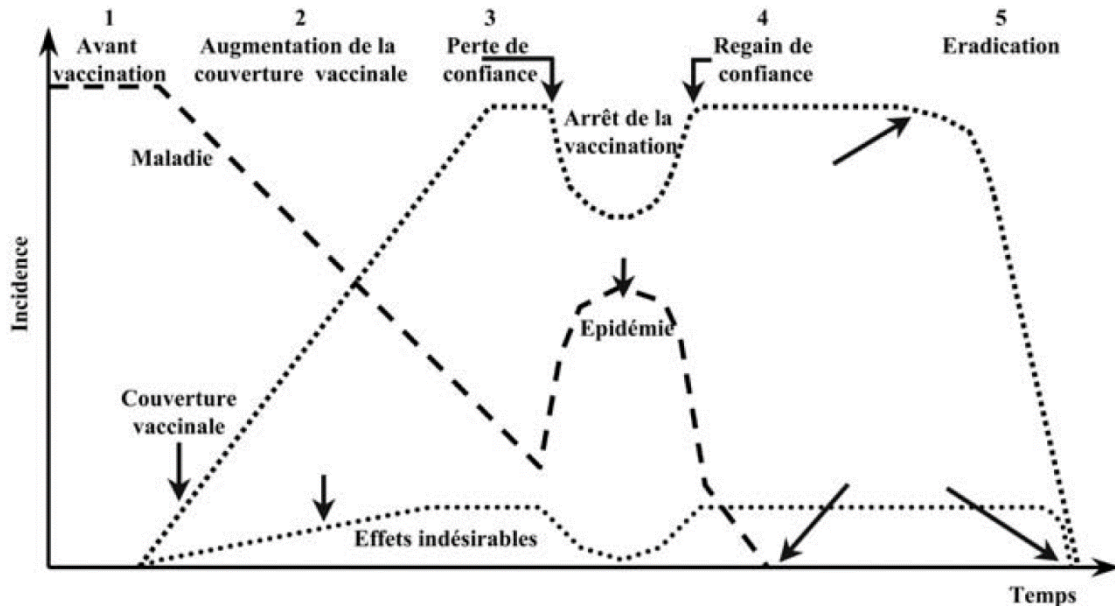 1
Avant
vaccination
2
Augmentation de la
couverture vaccinale
3
Perte de
confiance
4
Regain de
confiance
5
Eradication
Arrêt de la
vaccination
Maladie
Incidence
Epidémie
Couverture
vaccinale
Effets indésirables
Temps